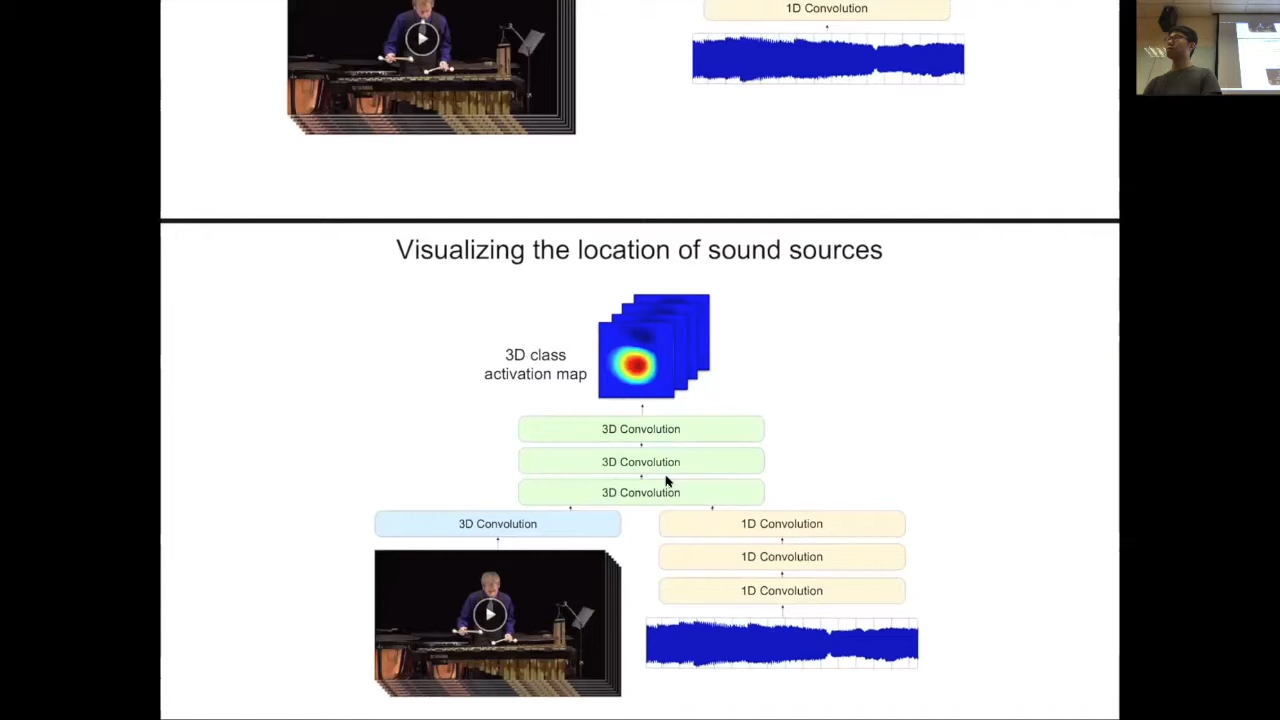 1D Convolution
Visualizing the location of sound sources
3D class
activation map
3D Convolution
3D Convolution
3D Convolution
3D Convolution
1D Convolution
1D Convolution
1D Convolution